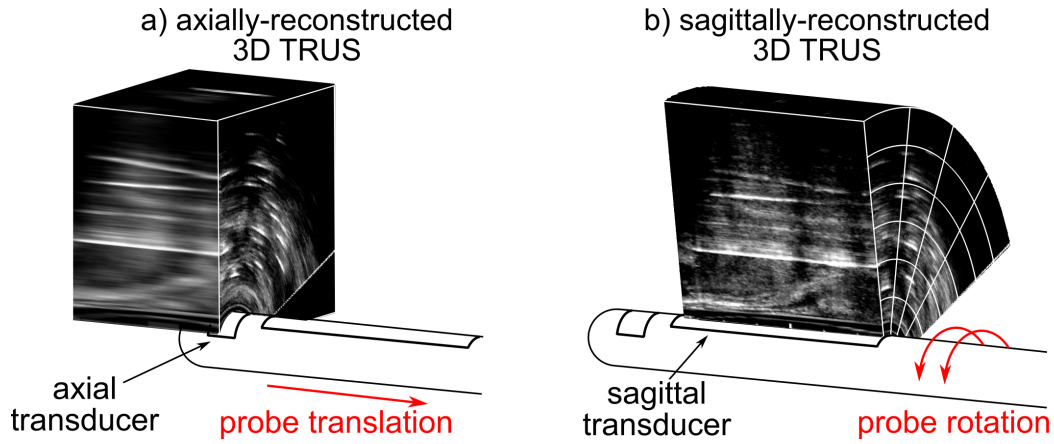 a) axially-reconstructed
3D TRUS
axial
transducer
probe translation
b) sagittally-reconstructed
3D TRUS
sagittal
transducer
probe rotation